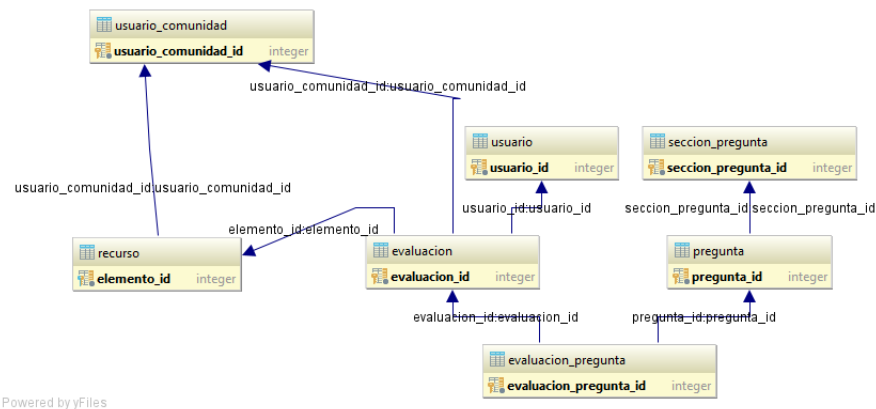 usuario_comunidad
usuario_comunidad_id integer
usuario_comunidad_id:usuario_comunidad_id
usuario
usuario_id integer
seccion_pregunta
seccion_pregunta_id integer
usuario_comunidad_id:usuario_comunidad_id
usuario_id:usuario_id
seccion_pregunta_id:seccion_pregunta_id
elemento_id:elemento_id
recurso
elemento_id integer
evaluacion
evaluacion_id integer
pregunta
pregunta_id integer
evaluacion_id:evaluacion_id
pregunta_id:pregunta_id
evaluacion_pregunta
evaluacion_pregunta_id integer
Powered by yFiles